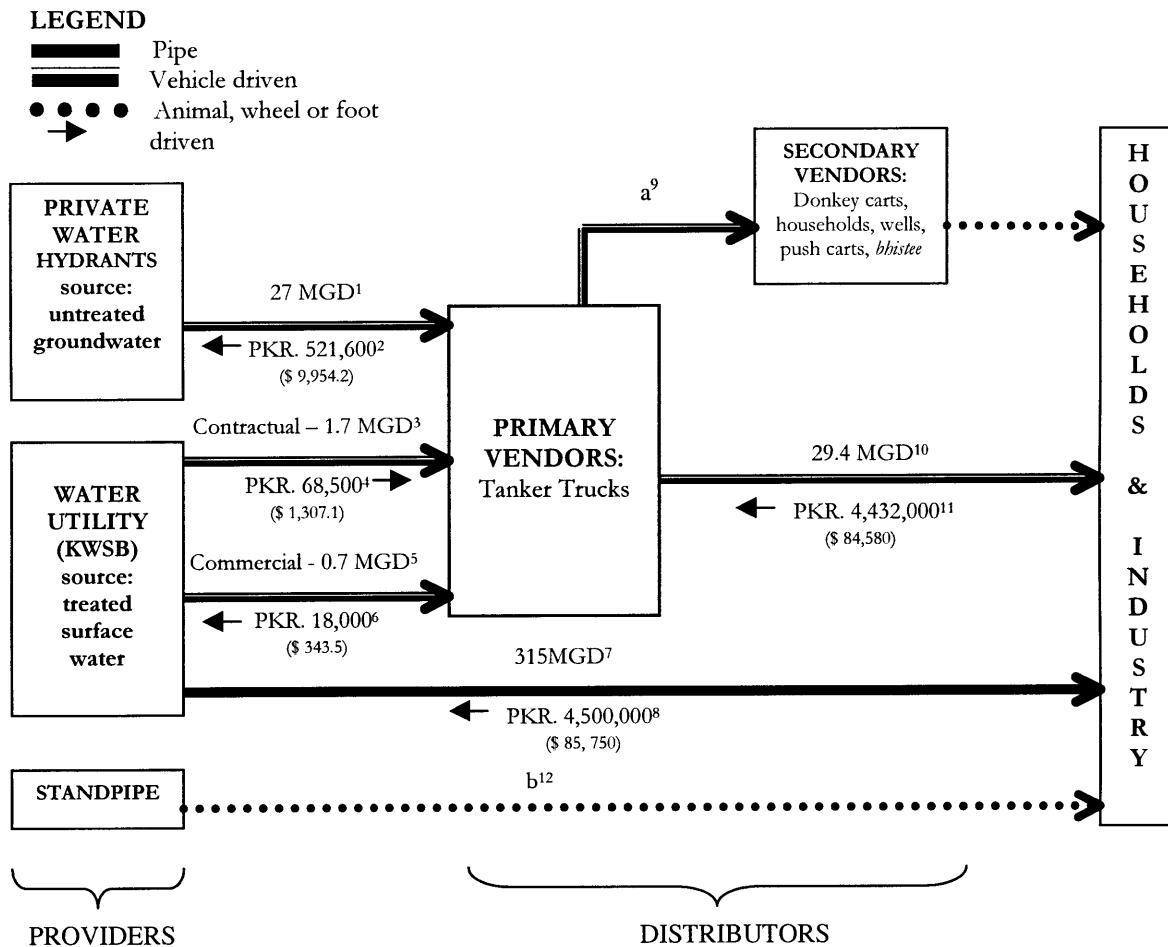 LEGEND
Pipe
Vehicle driven
Animal, wheel or foot
driven
PRIVATE
WATER
HYDRANTS
source:
untreated
groundwater
27 MGD¹
PKR. 521,600²
($ 9,954.2)
WATER
UTILITY
(KWSB)
source:
treated
surface
water
Contractual – 1.7 MGD³
PKR. 68,500⁴
($ 1,307.1)
Commercial - 0.7 MGD⁵
PKR. 18,000⁶
($ 343.5)
PRIMARY
VENDORS:
Tanker Trucks
a⁹
SECONDARY
VENDORS:
Donkey carts,
households, wells,
push carts, bhistee
29.4 MGD¹⁰
PKR. 4,432,000¹¹
($ 84,580)
315MGD⁷
PKR. 4,500,000⁸
($ 85, 750)
STANDPIPE
b¹²
HOUSEHOLDS & INDUSTRY
PROVIDERS
DISTRIBUTORS